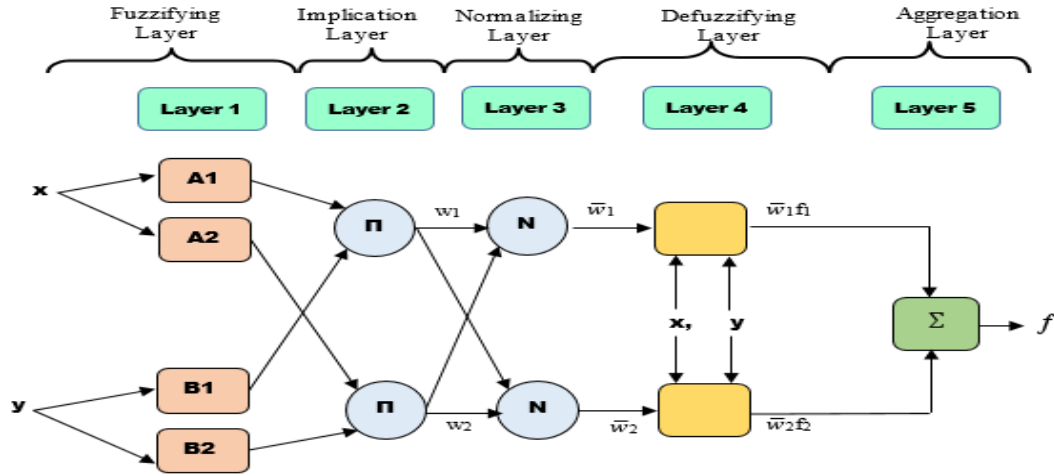 Fuzzifying Layer
Implication Layer
Normalizing Layer
Defuzzifying Layer
Aggregation Layer
Layer 1
Layer 2
Layer 3
Layer 4
Layer 5
x
A1
A2
Π
w₁
N
w̅₁
w̅₁f₁
x,
y
Σ
f
y
B1
B2
Π
w₂
N
w̅₂
w̅₂f₂